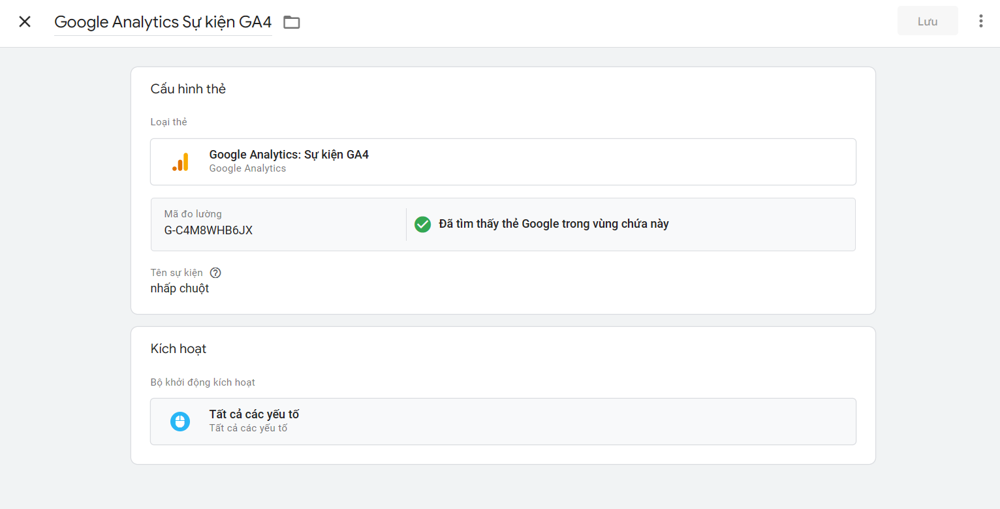 Google Analytics Sự kiện GA4
Lưu
Cấu hình thẻ
Loại thẻ
Google Analytics: Sự kiện GA4
Google Analytics
Mã đo lường
G-C4M8WHB6JX
Đã tìm thấy thẻ Google trong vùng chứa này
Tên sự kiện
nhấp chuột
Kích hoạt
Bộ khởi động kích hoạt
Tất cả các yếu tố
Tất cả các yếu tố